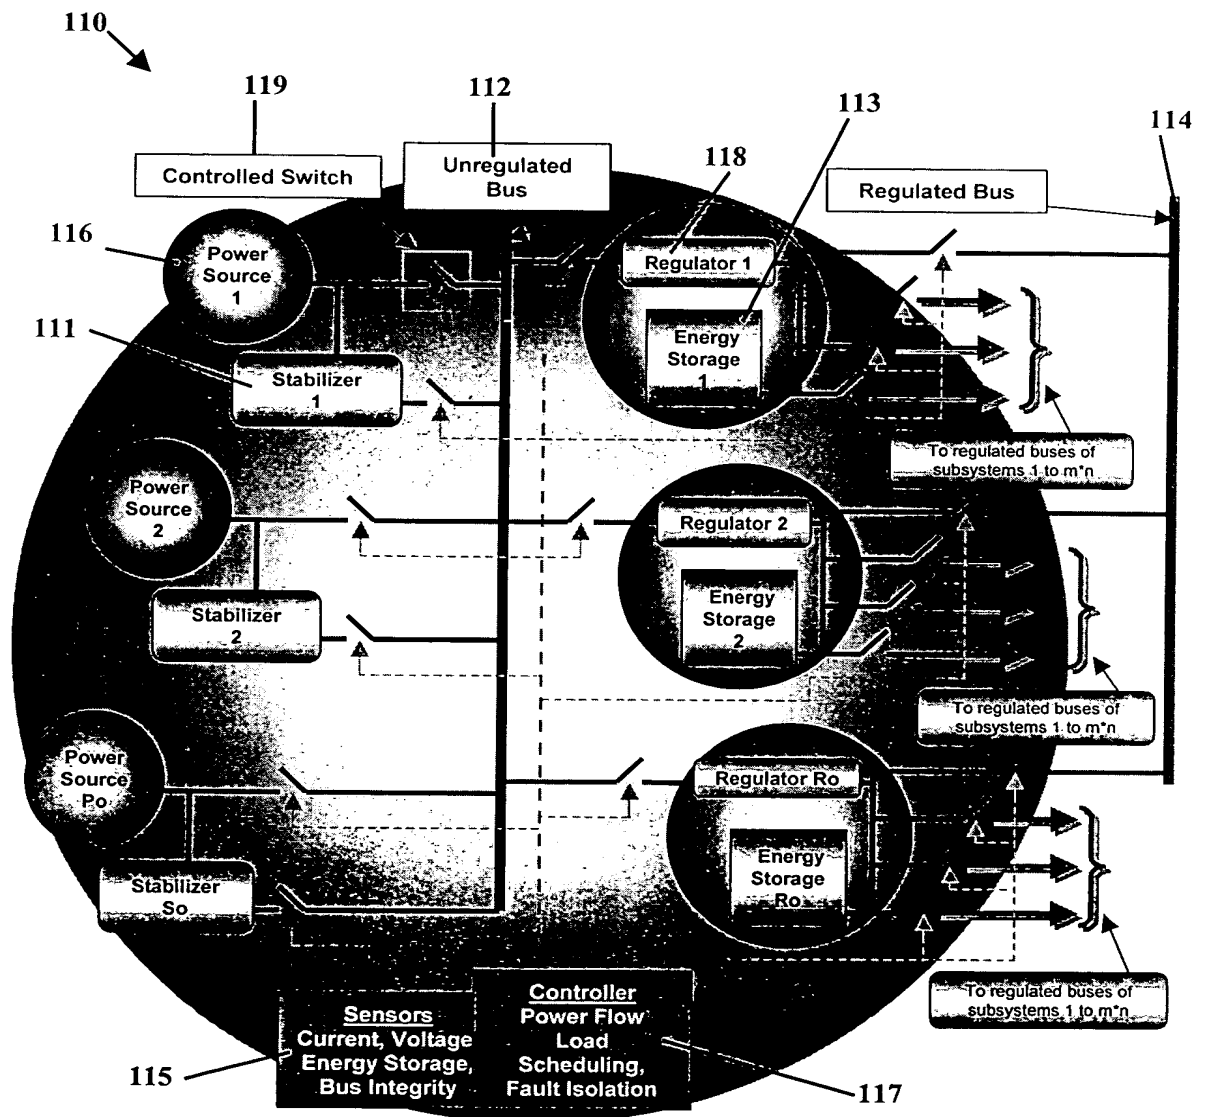 110
119
112
113
114
118
Controlled Switch
Unregulated
Bus
Regulated Bus
116
Power
Source
1
Regulator 1
111
Energy
Storage
1
Stabilizer
1
To regulated buses of
subsystems 1 to m*n
Power
Source
2
Regulator 2
Energy
Storage
2
Stabilizer
2
To regulated buses of
subsystems 1 to m*n
Power
Source
Po
Regulator Ro
Energy
Storage
Ro
Stabilizer
So
To regulated buses of
subsystems 1 to m*n
Sensors
Current, Voltage
Energy Storage,
Bus Integrity
Controller
Power Flow
Load
Scheduling,
Fault Isolation
115
117